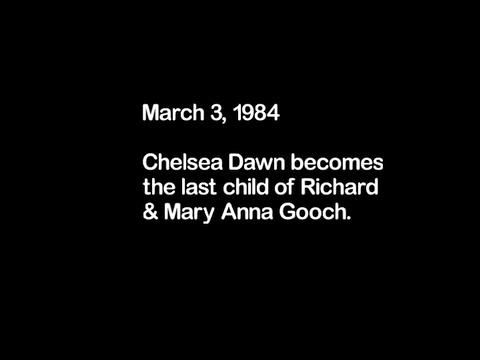 March 3, 1984
Chelsea Dawn becomes
the last child of Richard
& Mary Anna Gooch.